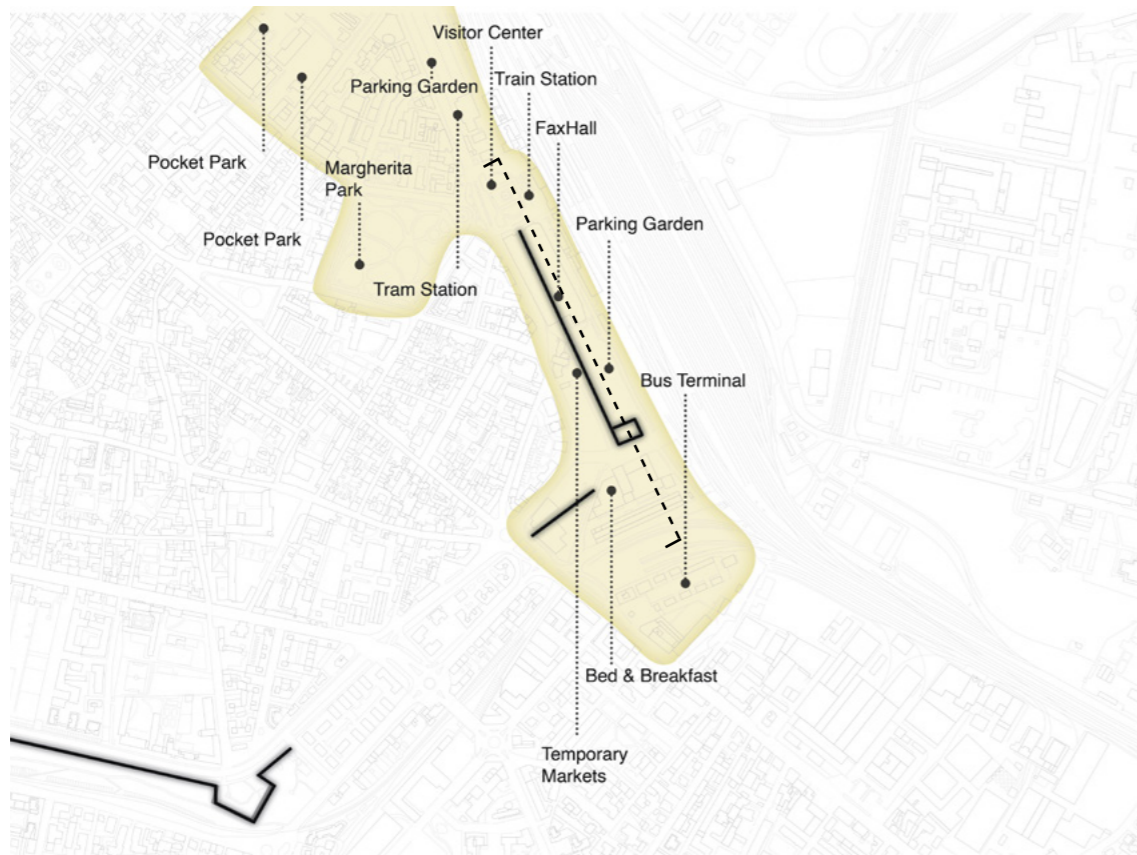 Visitor Center
Parking Garden
Train Station
FaxHall
Pocket Park
Margherita
Park
Pocket Park
Parking Garden
Tram Station
Bus Terminal
Bed & Breakfast
Temporary
Markets